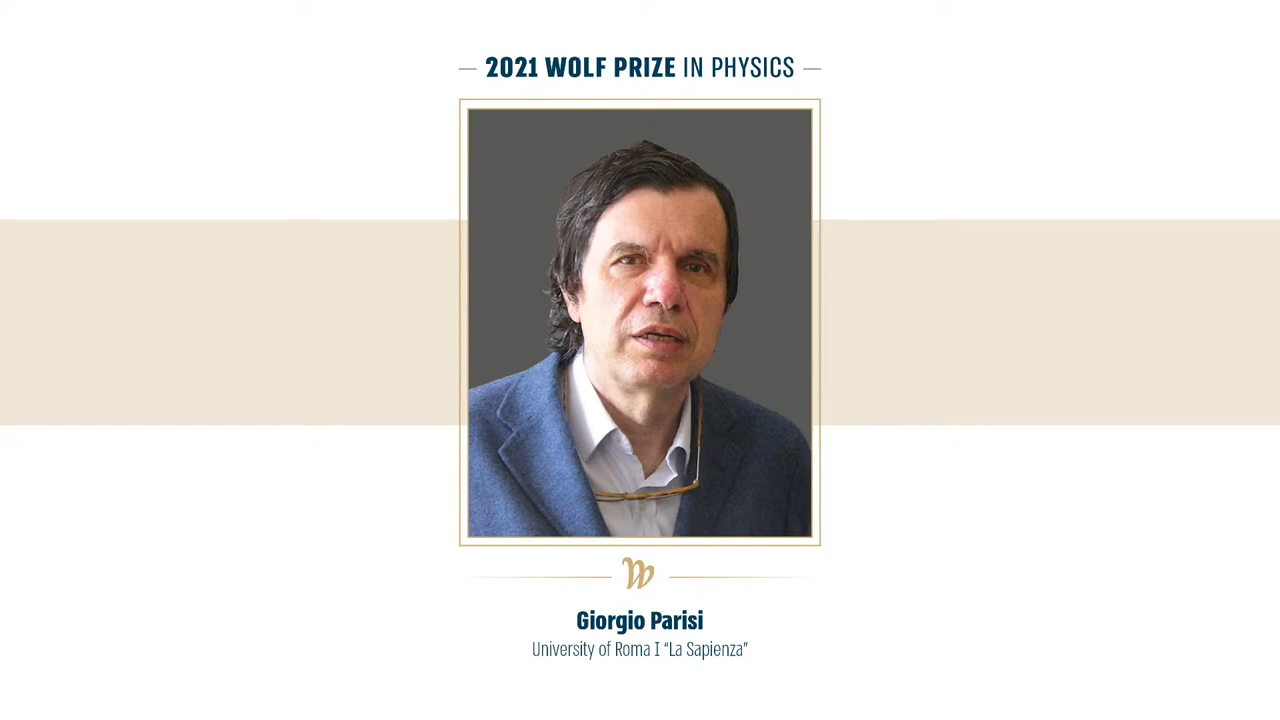 2021 WOLF PRIZE IN PHYSICS
W
Giorgio Parisi
University of Roma I “La Sapienza”